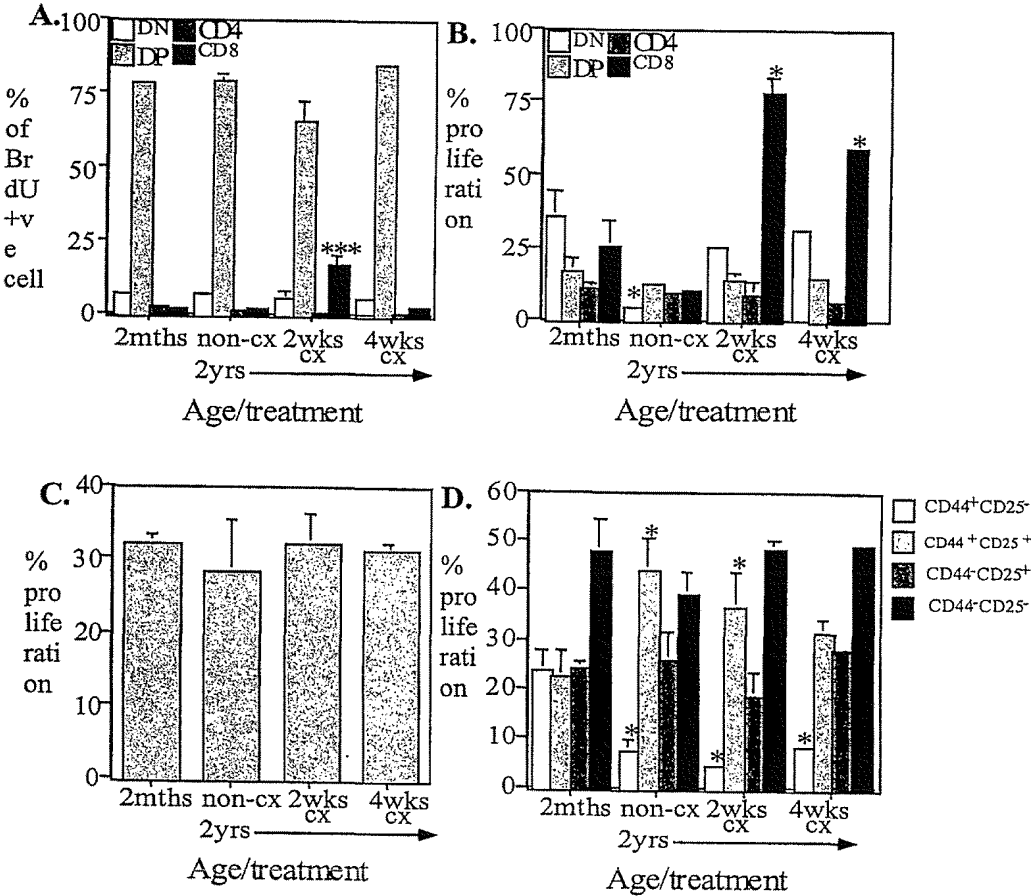 A.
100
75
50
25
0
DN CD4
DP CD8
%
of
Br
dU
+v
e
cell
***
2mths non-cx 2wks cx 4wks cx
2yrs
Age/treatment
B.
100
75
50
25
0
DN CD4
DP CD8
%
pro
life
rati
on
*
*
*
2mths non-cx 2wks cx 4wks cx
2yrs
Age/treatment
C.
40
30
20
10
0
%
pro
life
rati
on
2mths non-cx 2wks cx 4wks cx
2yrs
Age/treatment
D.
60
50
40
30
20
10
0
%
pro
life
rati
on
* *
* *
*
2mths non-cx 2wks cx 4wks cx
2yrs
Age/treatment
CD44+CD25-
CD44+CD25+
CD44-CD25+
CD44-CD25-